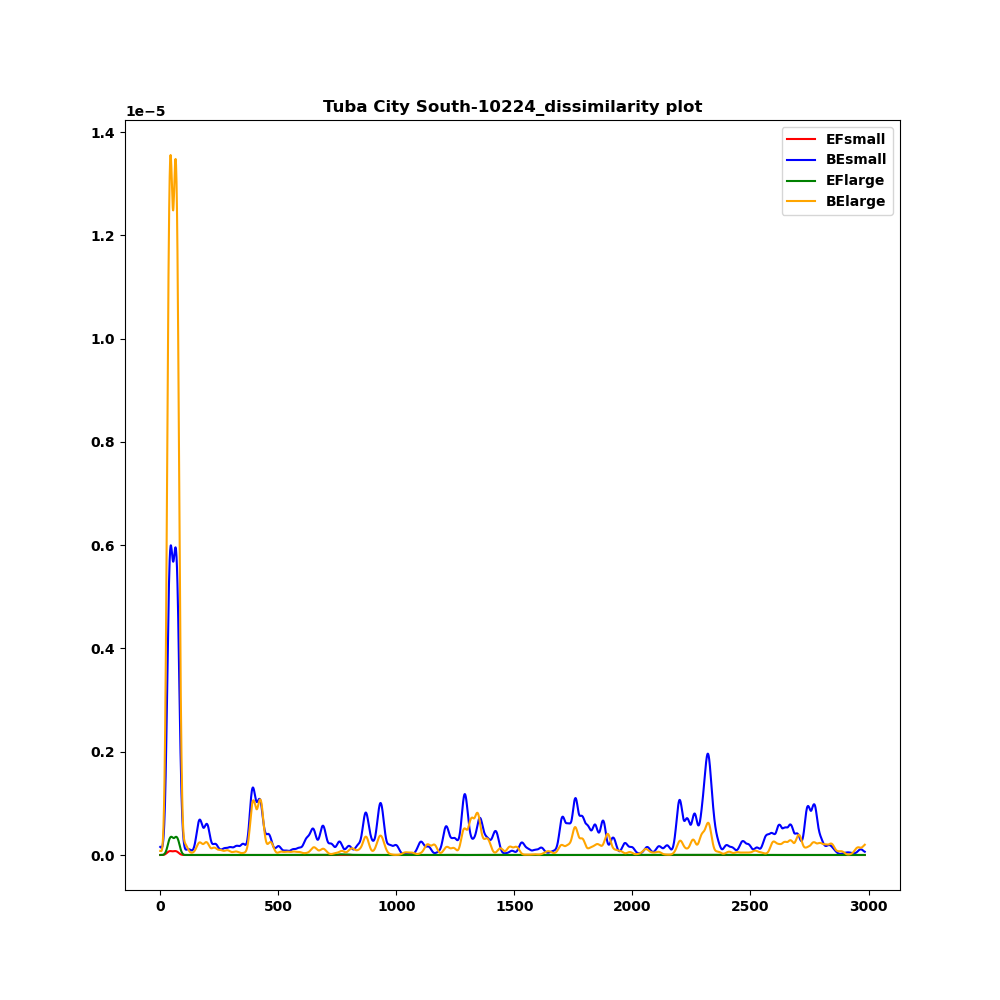 Tuba City South-10224_dissimilarity plot
1e−5
1.4
1.2
1.0
0.8
0.6
0.4
0.2
0.0
0 500 1000 1500 2000 2500 3000
EFsmall
BEsmall
EFlarge
BElarge